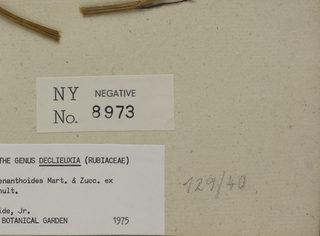 NY NEGATIVE
No. 8973
THE GENUS DECLIEUXIA (RUBIACEAE)
enanthoides Mart. & Zucc. ex
hult.
ide, Jr.
BOTANICAL GARDEN 1975
129/40